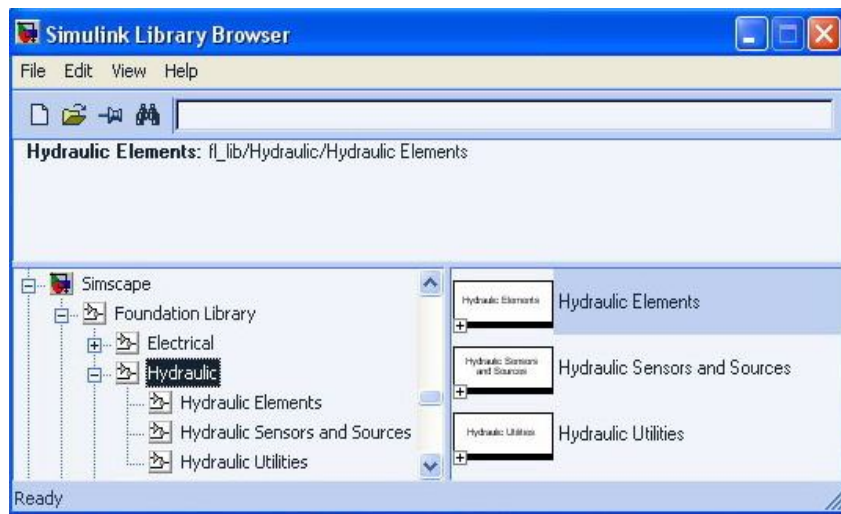 Simulink Library Browser
File Edit View Help
Hydraulic Elements: fl_lib/Hydraulic/Hydraulic Elements
Simscape
Foundation Library
Electrical
Hydraulic
Hydraulic Elements
Hydraulic Sensors and Sources
Hydraulic Utilities
Hydraulic Elements
Hydraulic Elements
Hydraulic Sensors
and Sources
Hydraulic Sensors and Sources
Hydraulic Utilities
Hydraulic Utilities
Ready